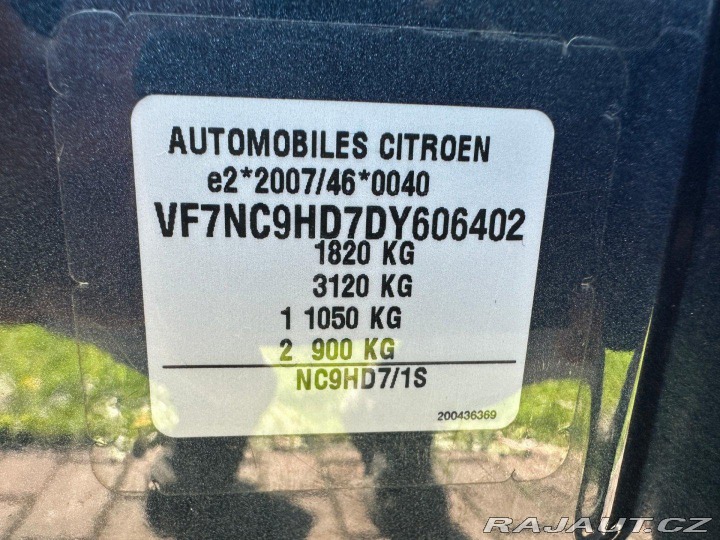 AUTOMOBILES CITROEN
e2*2007/46*0040
VF7NC9HD7DY606402
1820 KG
3120 KG
1 1050 KG
2 900 KG
NC9HD7/1S
200436369
RAJAUT.CZ